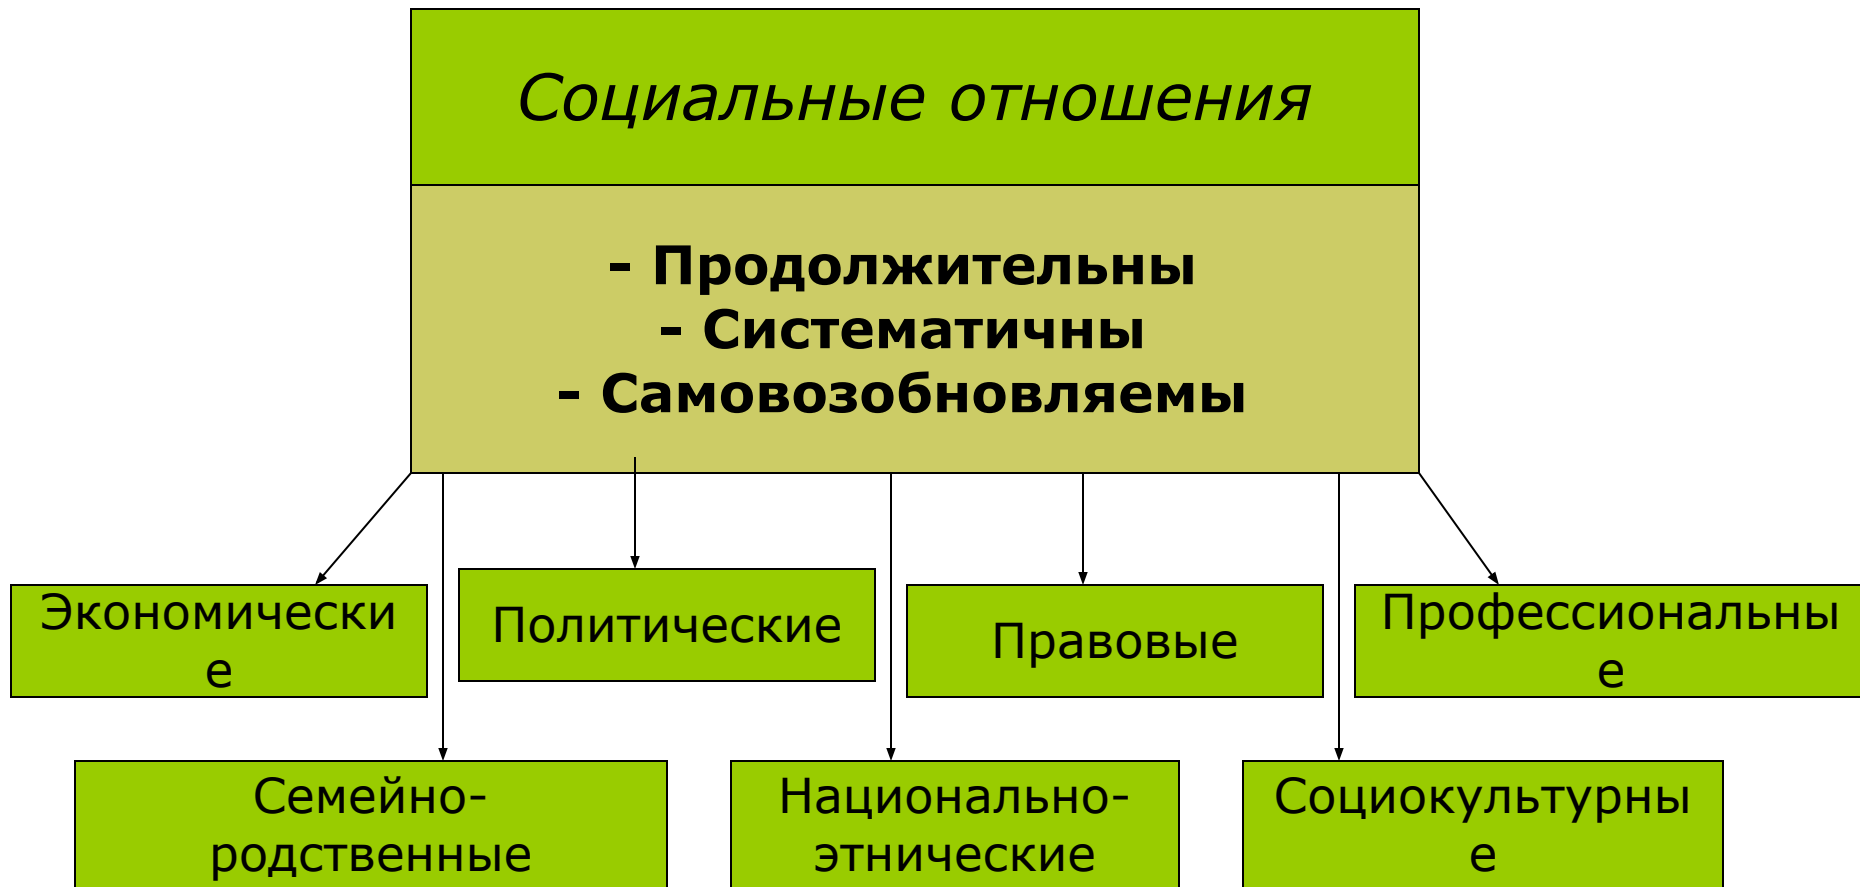 Социальные отношения
- Продолжительны
- Систематичны
- Самовозобновляемы
Экономически
е
Политические
Правовые
Профессиональны
е
Семейно-
родственные
Национально-
этнические
Социокультурны
е